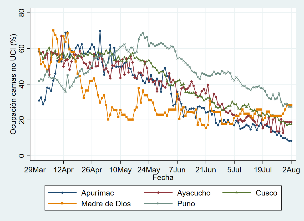 Ocupación camas no UCI (%)
80
60
40
20
0
29Mar 12Apr 26Apr 10May 24May 7Jun 21Jun 5Jul 19Jul 2Aug
Fecha
Apurimac Ayacucho Cusco
Madre de Dios Puno